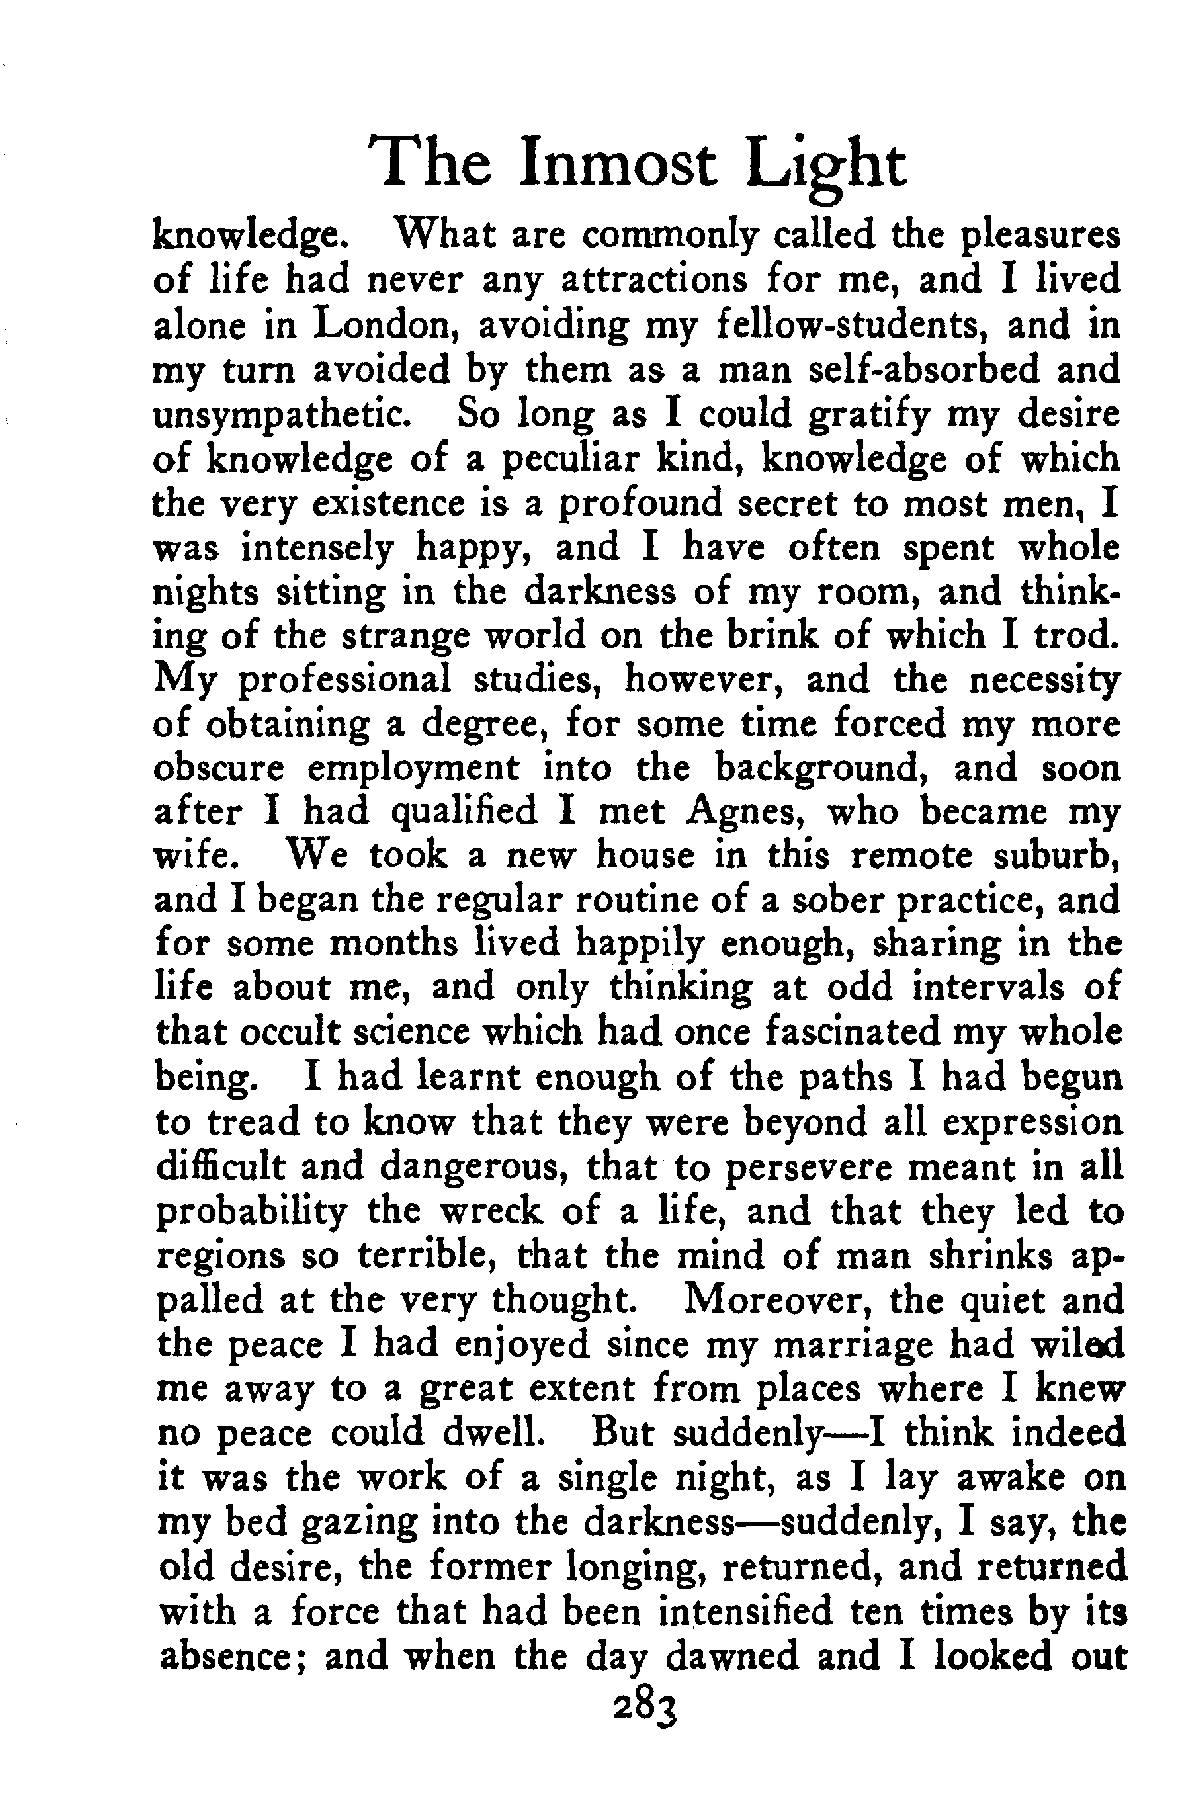 The Inmost Light
knowledge. What are commonly called the pleasures
of life had never any attractions for me, and I lived
alone in London, avoiding my fellow-students, and in
my turn avoided by them as a man self-absorbed and
unsympathetic. So long as I could gratify my desire
of knowledge of a peculiar kind, knowledge of which
the very existence is a profound secret to most men, I
was intensely happy, and I have often spent whole
nights sitting in the darkness of my room, and think-
ing of the strange world on the brink of which I trod.
My professional studies, however, and the necessity
of obtaining a degree, for some time forced my more
obscure employment into the background, and soon
after I had qualified I met Agnes, who became my
wife. We took a new house in this remote suburb,
and I began the regular routine of a sober practice, and
for some months lived happily enough, sharing in the
life about me, and only thinking at odd intervals of
that occult science which had once fascinated my whole
being. I had learnt enough of the paths I had begun
to tread to know that they were beyond all expression
difficult and dangerous, that to persevere meant in all
probability the wreck of a life, and that they led to
regions so terrible, that the mind of man shrinks ap-
palled at the very thought. Moreover, the quiet and
the peace I had enjoyed since my marriage had wiled
me away to a great extent from places where I knew
no peace could dwell. But suddenly—I think indeed
it was the work of a single night, as I lay awake on
my bed gazing into the darkness—suddenly, I say, the
old desire, the former longing, returned, and returned
with a force that had been intensified ten times by its
absence; and when the day dawned and I looked out
283